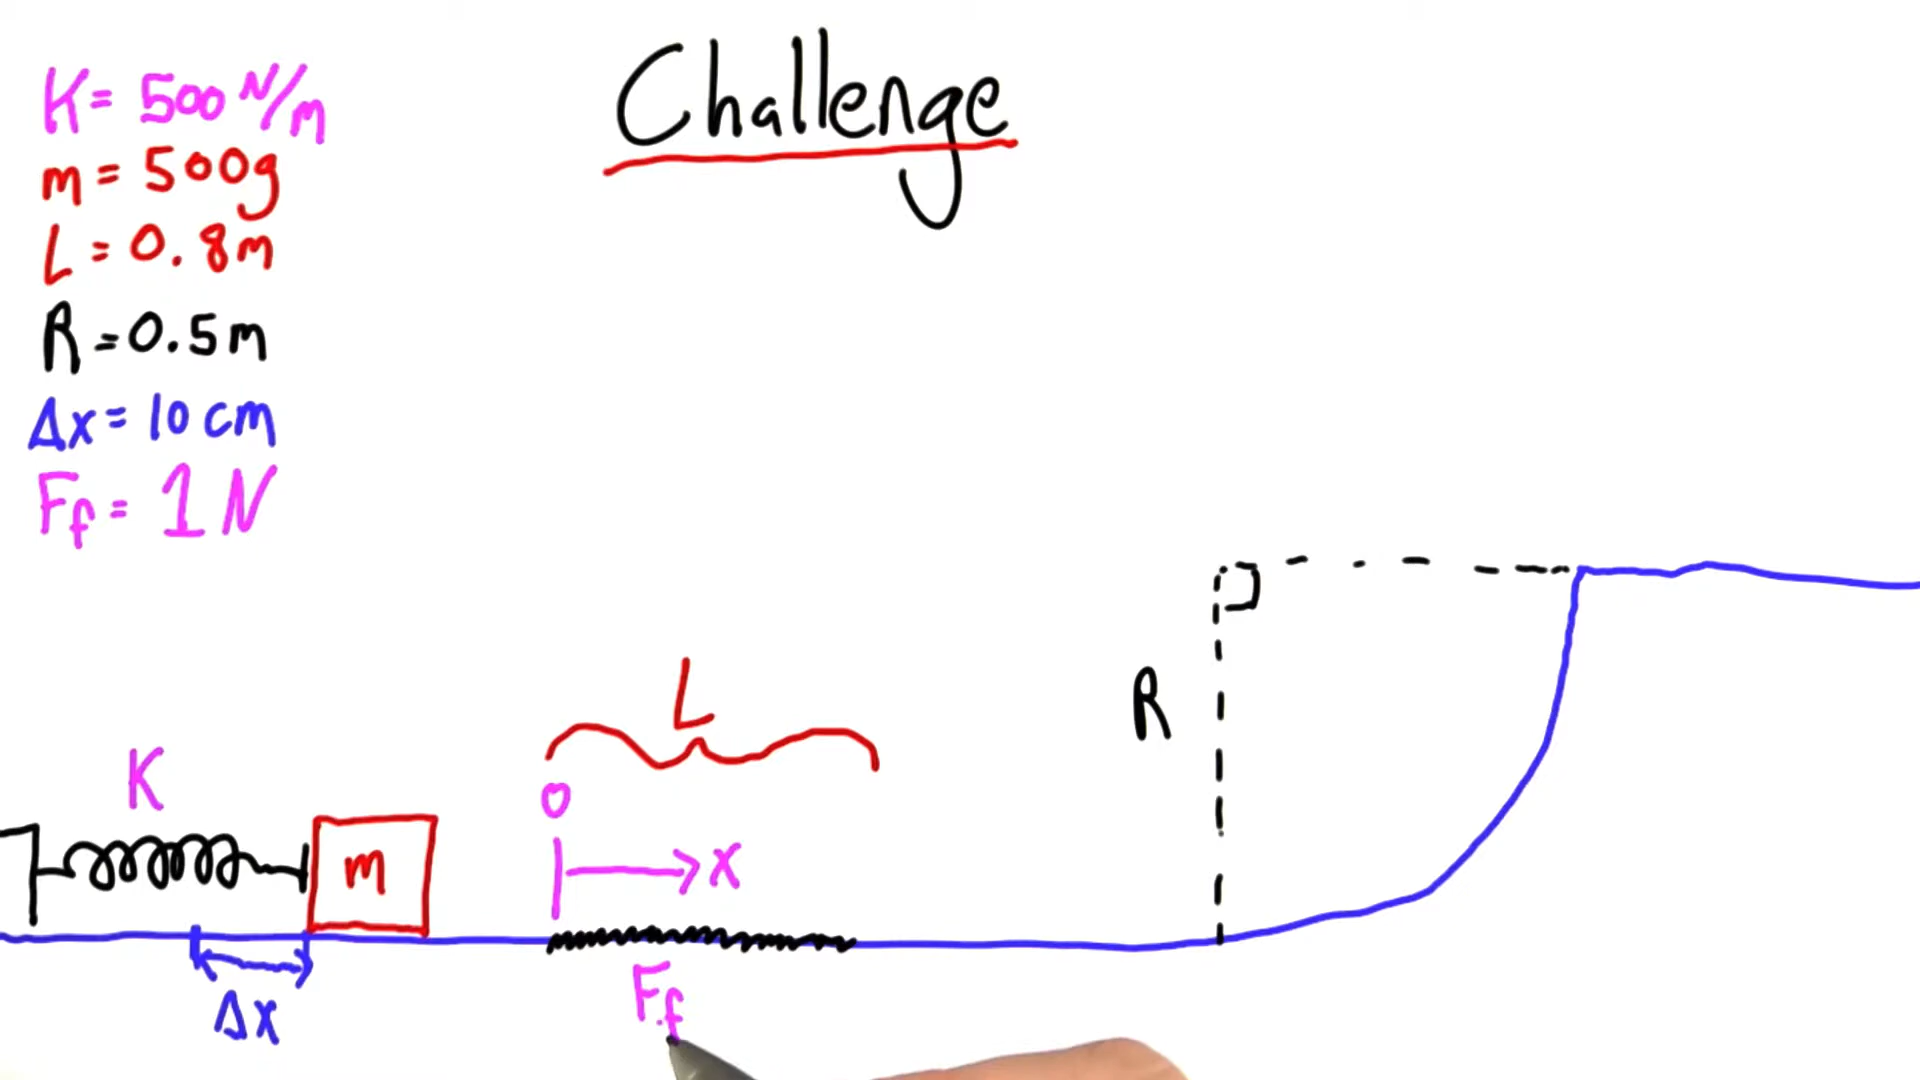 Challenge
K = 500 N/m
m = 500g
L = 0.8m
R = 0.5m
Δx = 10 cm
Ff = 1 N
L
R
K
0
m
x
Ff
Δx